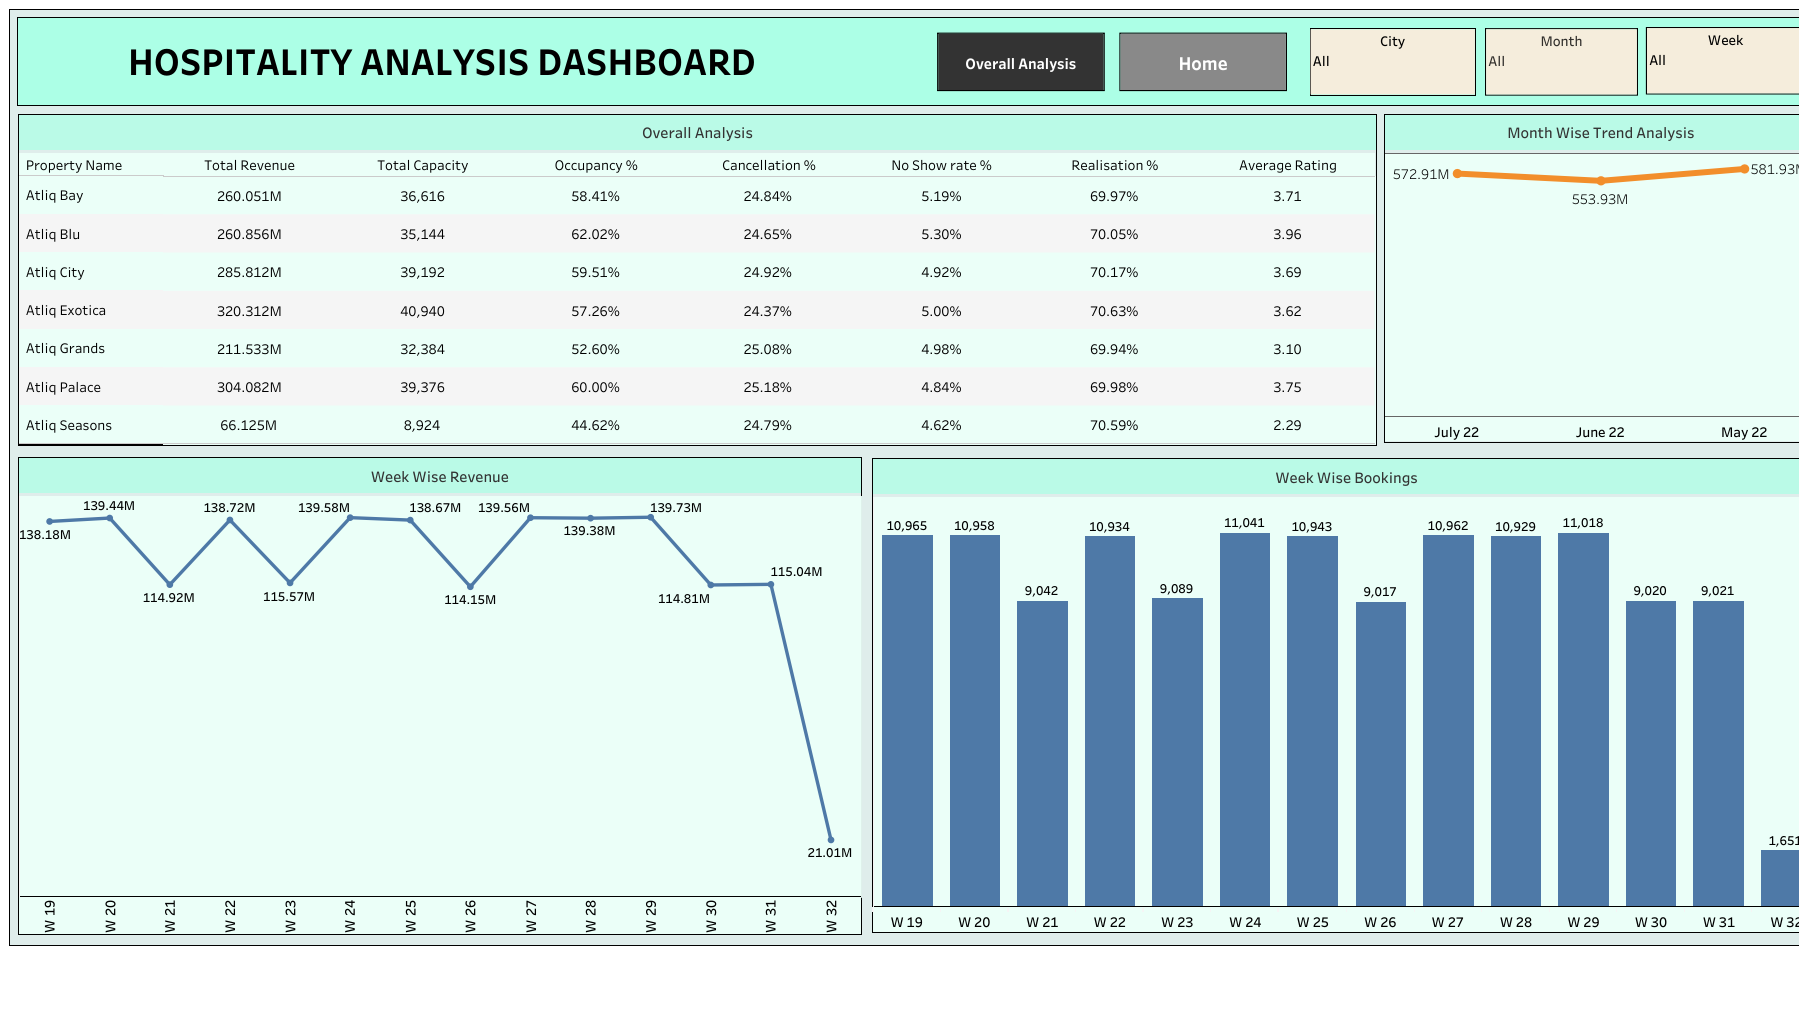 HOSPITALITY ANALYSIS DASHBOARD
Overall Analysis
Home
City
All
Month
All
Week
All
Overall Analysis
Property Name Total Revenue Total Capacity Occupancy % Cancellation % No Show rate % Realisation % Average Rating
Atliq Bay 260.051M 36,616 58.41% 24.84% 5.19% 69.97% 3.71
Atliq Blu 260.856M 35,144 62.02% 24.65% 5.30% 70.05% 3.96
Atliq City 285.812M 39,192 59.51% 24.92% 4.92% 70.17% 3.69
Atliq Exotica 320.312M 40,940 57.26% 24.37% 5.00% 70.63% 3.62
Atliq Grands 211.533M 32,384 52.60% 25.08% 4.98% 69.94% 3.10
Atliq Palace 304.082M 39,376 60.00% 25.18% 4.84% 69.98% 3.75
Atliq Seasons 66.125M 8,924 44.62% 24.79% 4.62% 70.59% 2.29
Month Wise Trend Analysis
572.91M 553.93M 581.93M
July 22 June 22 May 22
Week Wise Revenue
138.18M 139.44M 114.92M 138.72M 115.57M 139.58M 138.67M 114.15M 139.56M 139.38M 139.73M 114.81M 115.04M 21.01M
W 19 W 20 W 21 W 22 W 23 W 24 W 25 W 26 W 27 W 28 W 29 W 30 W 31 W 32
Week Wise Bookings
10,965 10,958 9,042 10,934 9,089 11,041 10,943 9,017 10,962 10,929 11,018 9,020 9,021 1,651
W 19 W 20 W 21 W 22 W 23 W 24 W 25 W 26 W 27 W 28 W 29 W 30 W 31 W 32